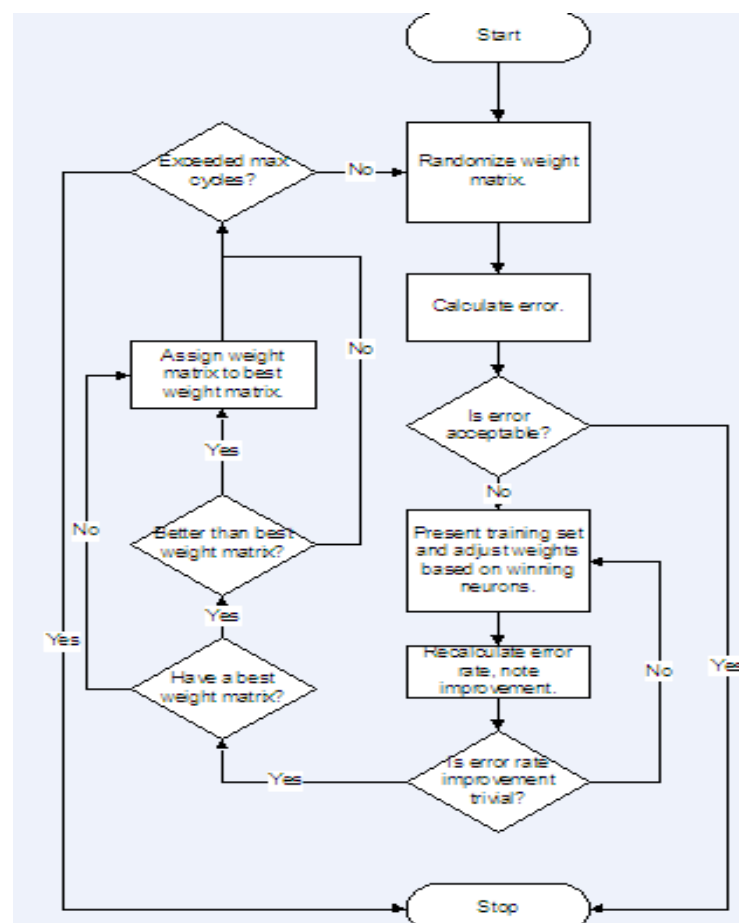 Start
Exceeded max
cycles?
No
Randomize weight
matrix.
Calculate error.
No
Assign weight
matrix to best
weight matrix.
Is error
acceptable?
Yes
No
No
Better than best
weight matrix?
Present training set
and adjust weights
based on winning
neurons.
Yes
Yes
Have a best
weight matrix?
Recalculate error
rate, note
improvement.
No
Yes
Is error rate
improvement
trivial?
Yes
Stop